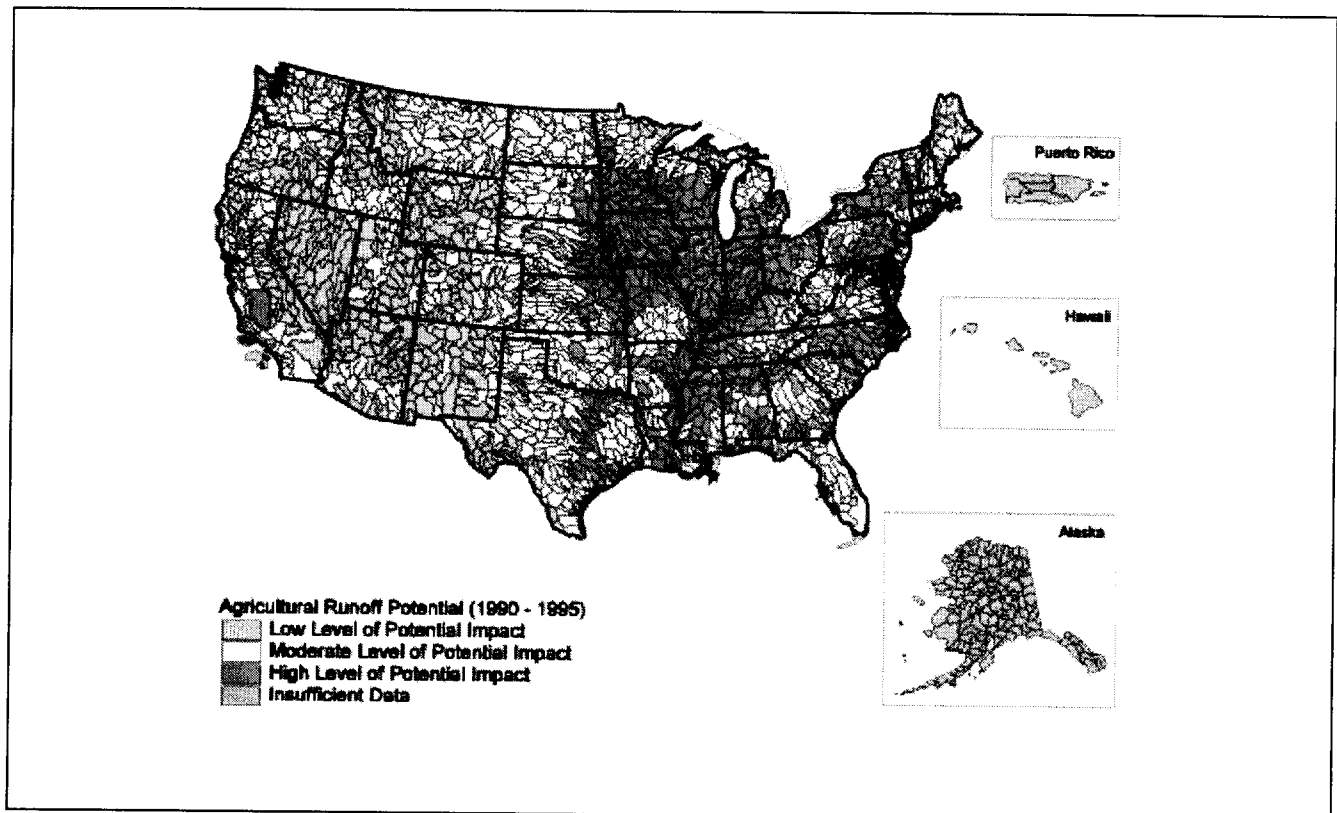 Puerto Rico
Hawaii
Alaska
Agricultural Runoff Potential (1990 - 1995)
Low Level of Potential Impact
Moderate Level of Potential Impact
High Level of Potential Impact
Insufficient Data